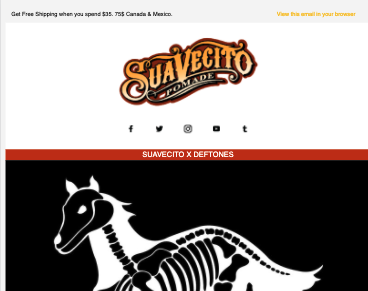 Get Free Shipping when you spend $35. 75$ Canada & Mexico.
View this email in your browser
SUAVECITO
POMADE
SUAVECITO X DEFTONES